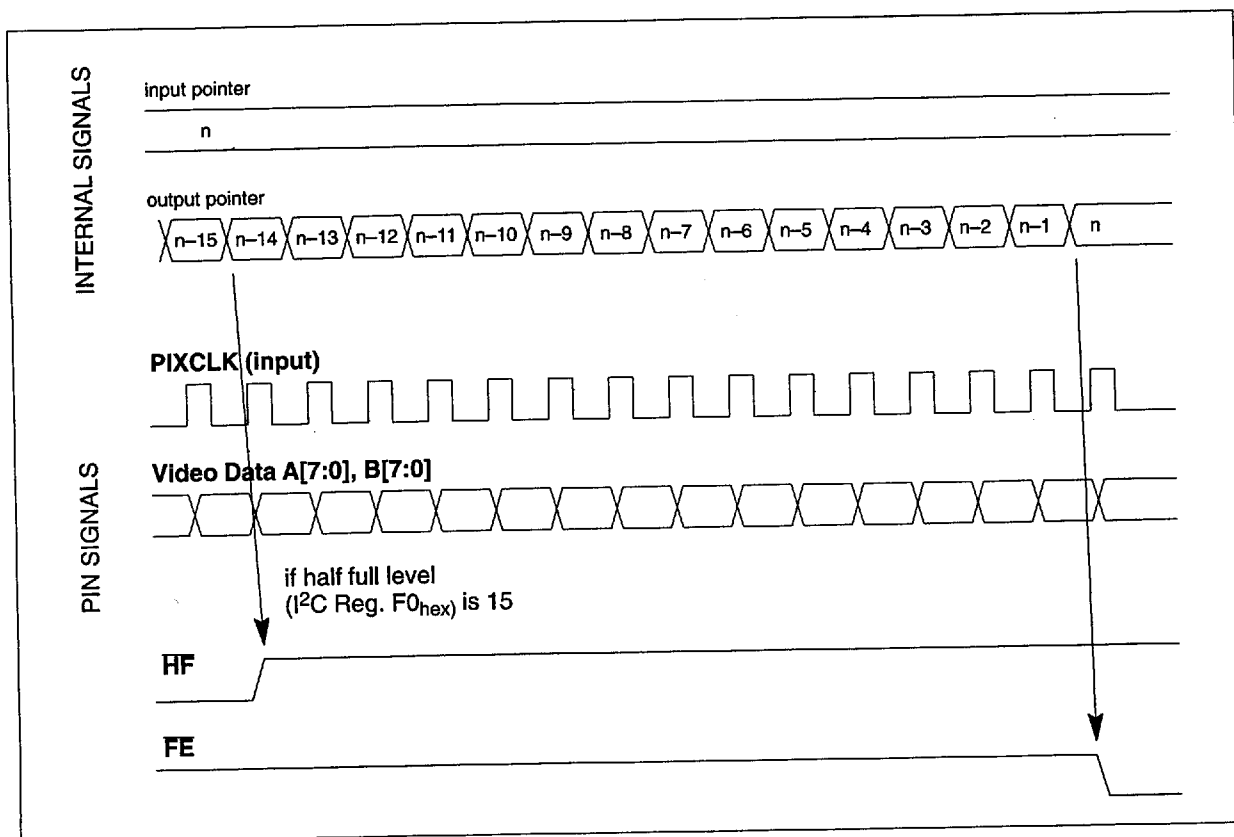 INTERNAL SIGNALS
input pointer
n
output pointer
n–15 n–14 n–13 n–12 n–11 n–10 n–9 n–8 n–7 n–6 n–5 n–4 n–3 n–2 n–1 n
PIN SIGNALS
PIXCLK (input)
Video Data A[7:0], B[7:0]
if half full level
(I²C Reg. F0hex) is 15
H̅F̅
F̅E̅